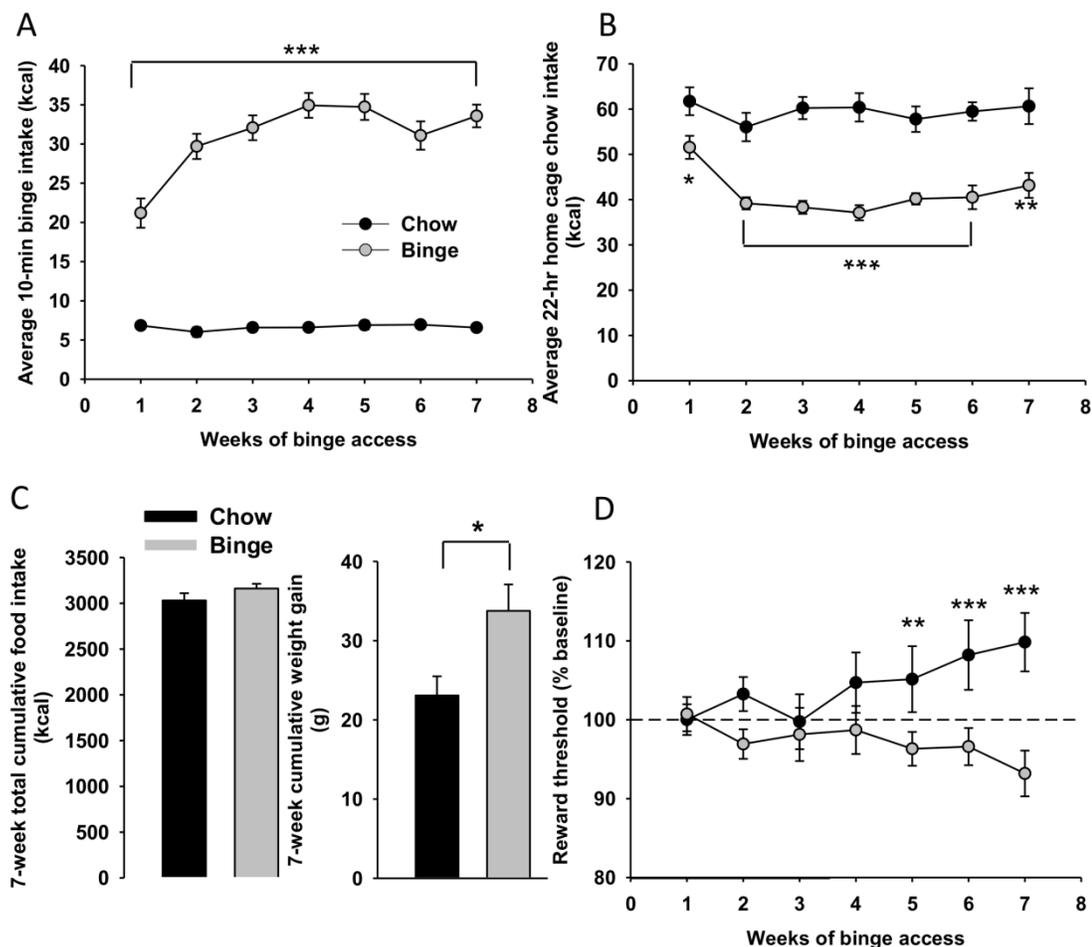 A
***
40
35
30
25
20
15
10
5
0
Average 10-min binge intake (kcal)
Chow
Binge
0 1 2 3 4 5 6 7 8
Weeks of binge access
B
70
60
50
40
30
20
10
0
Average 22-hr home cage chow intake
(kcal)
*
**
***
0 1 2 3 4 5 6 7 8
Weeks of binge access
C
Chow
Binge
3500
3000
2500
2000
1500
1000
500
0
7-week total cumulative food intake
(kcal)
*
40
30
20
10
0
7-week cumulative weight gain
(g)
D
120
110
100
90
80
Reward threshold (% baseline)
**
***
***
0 1 2 3 4 5 6 7 8
Weeks of binge access